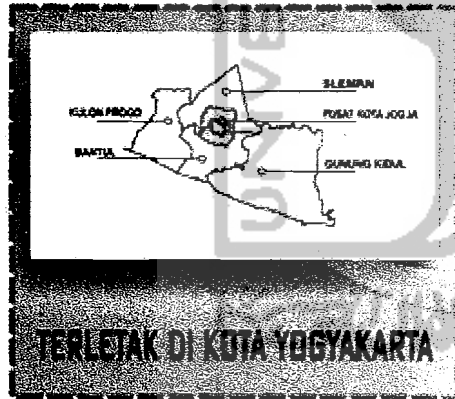 SLEMAN
KULON PROGO
PUSAT KOTA JOGJA
BANTUL
GUNUNG KIDUL
TERLETAK DI KOTA YOGYAKARTA